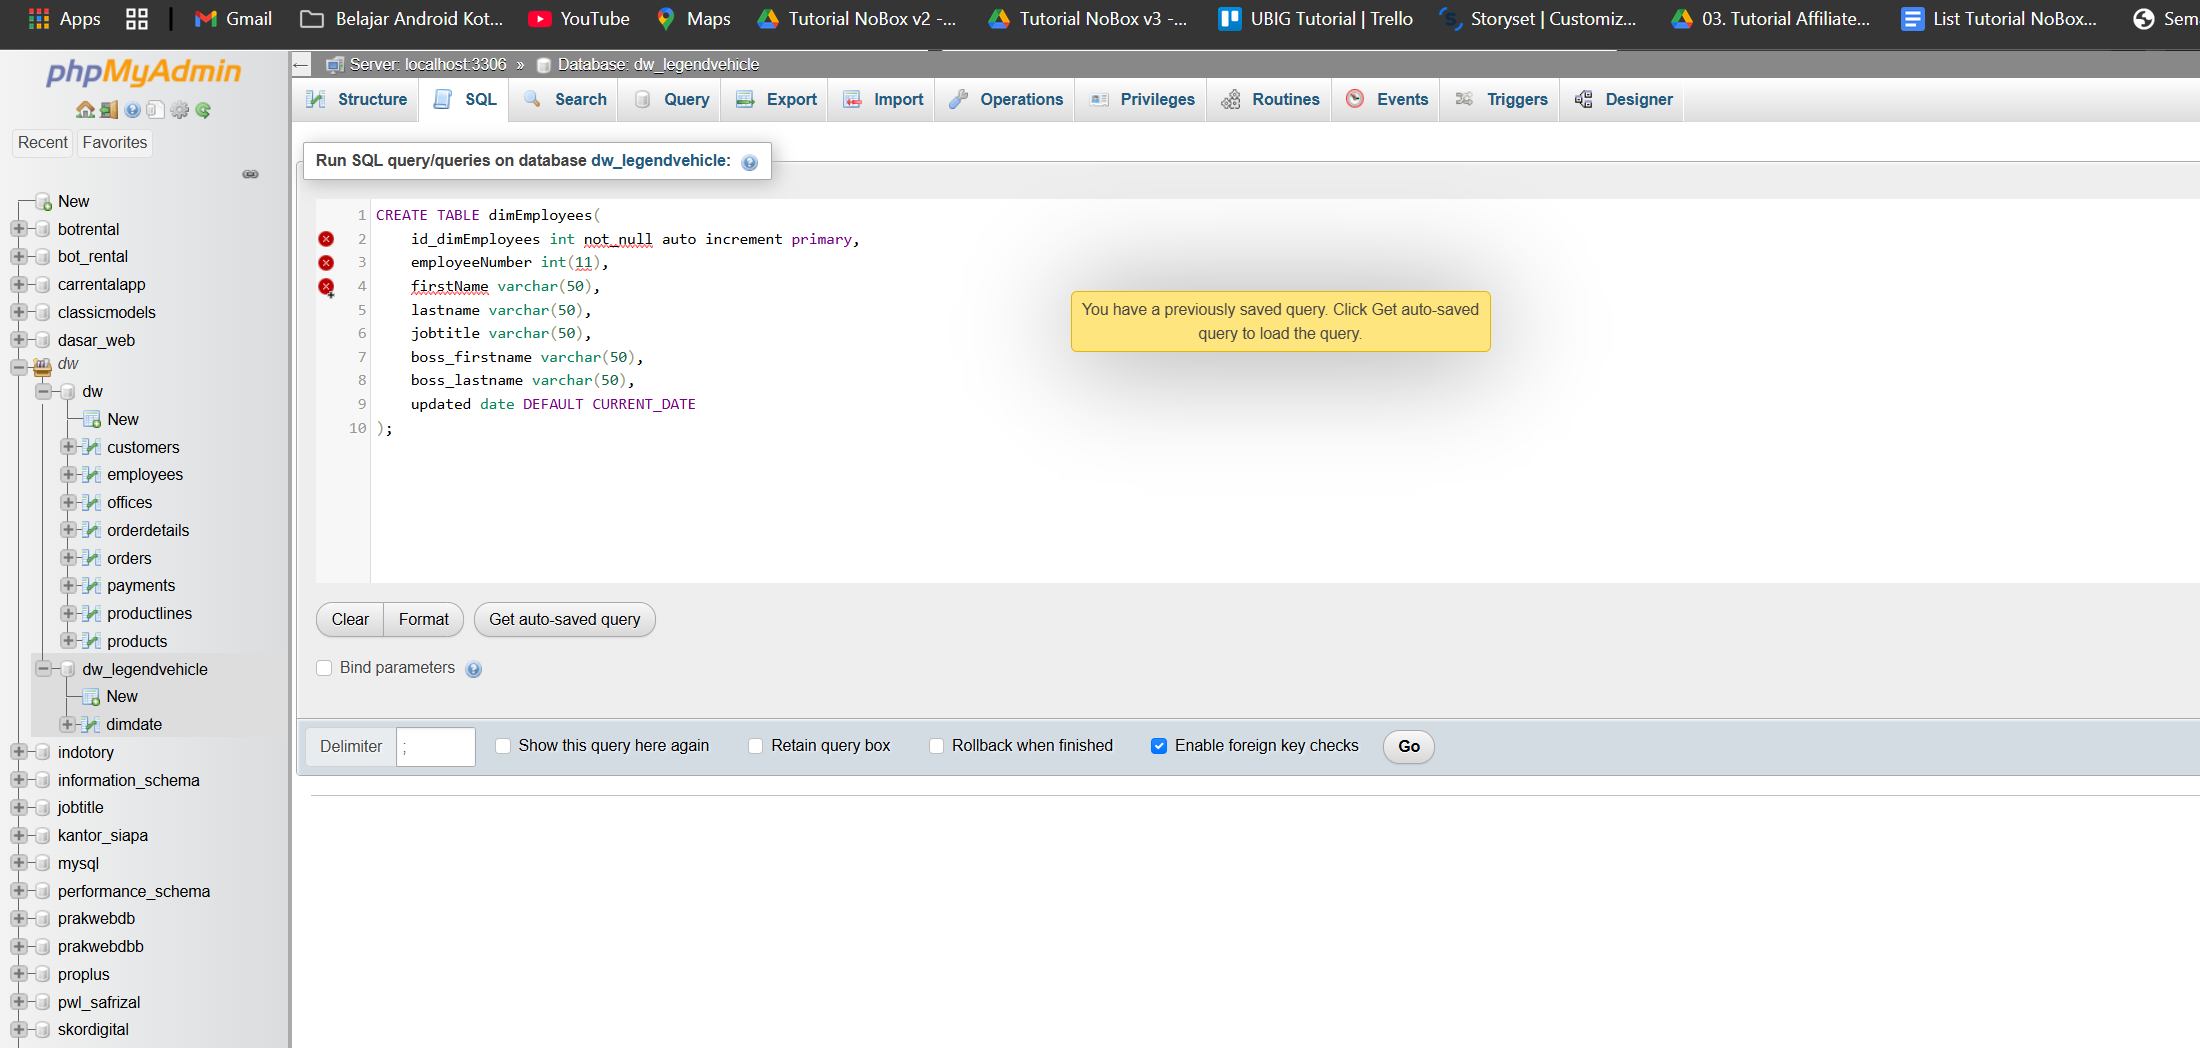 Apps
Gmail
Belajar Android Kot...
YouTube
Maps
Tutorial NoBox v2 -...
Tutorial NoBox v3 -...
UBIG Tutorial | Trello
Storyset | Customiz...
03. Tutorial Affiliate...
List Tutorial NoBox...
Sem
phpMyAdmin
Recent
Favorites
New
botrental
bot_rental
carrentalapp
classicmodels
dasar_web
dw
dw
New
customers
employees
offices
orderdetails
orders
payments
productlines
products
dw_legendvehicle
New
dimdate
indotory
information_schema
jobtitle
kantor_siapa
mysql
performance_schema
prakwebdb
prakwebdbb
proplus
pwl_safrizal
skordigital
Server: localhost:3306 » Database: dw_legendvehicle
Structure
SQL
Search
Query
Export
Import
Operations
Privileges
Routines
Events
Triggers
Designer
Run SQL query/queries on database dw_legendvehicle:
1 CREATE TABLE dimEmployees(
2 id_dimEmployees int not_null auto increment primary,
3 employeeNumber int(11),
4 firstName varchar(50),
5 lastname varchar(50),
6 jobtitle varchar(50),
7 boss_firstname varchar(50),
8 boss_lastname varchar(50),
9 updated date DEFAULT CURRENT_DATE
10 );
You have a previously saved query. Click Get auto-saved
query to load the query.
Clear
Format
Get auto-saved query
Bind parameters
Delimiter
;
Show this query here again
Retain query box
Rollback when finished
Enable foreign key checks
Go